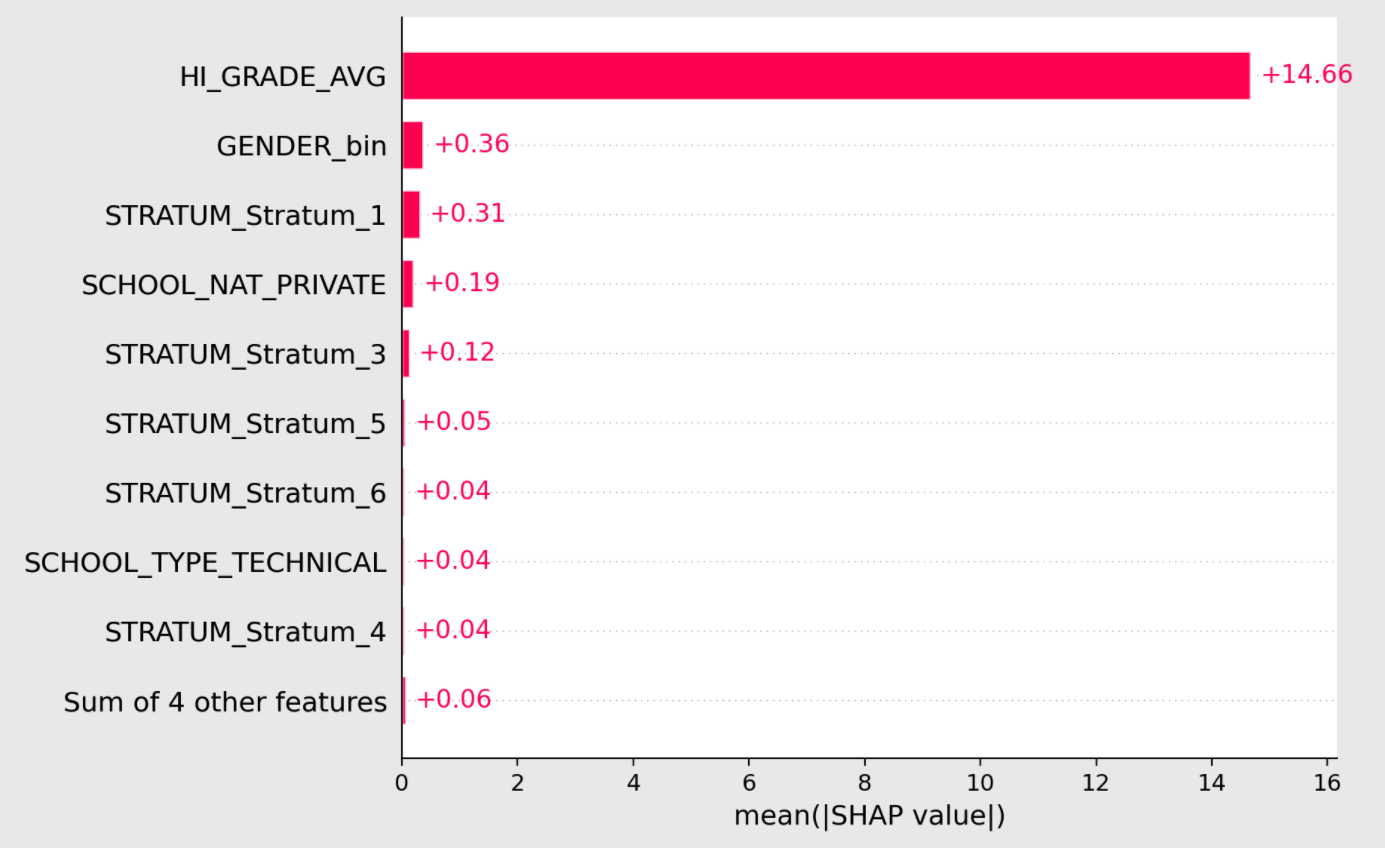 HI_GRADE_AVG +14.66
GENDER_bin +0.36
STRATUM_Stratum_1 +0.31
SCHOOL_NAT_PRIVATE +0.19
STRATUM_Stratum_3 +0.12
STRATUM_Stratum_5 +0.05
STRATUM_Stratum_6 +0.04
SCHOOL_TYPE_TECHNICAL +0.04
STRATUM_Stratum_4 +0.04
Sum of 4 other features +0.06
0 2 4 6 8 10 12 14 16
mean(|SHAP value|)